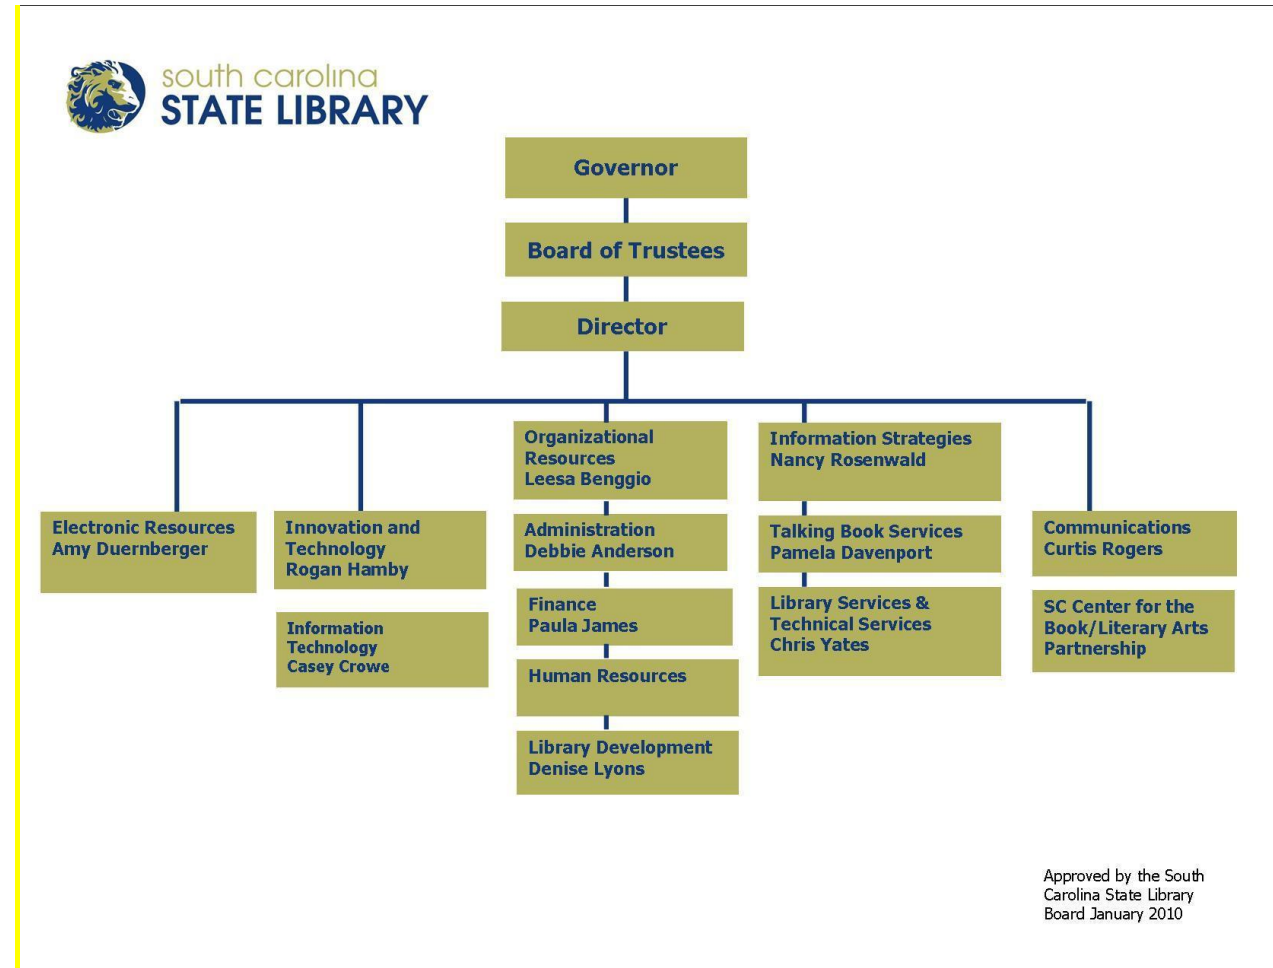 south carolina
STATE LIBRARY
Governor
Board of Trustees
Director
Electronic Resources
Amy Duernberger
Innovation and
Technology
Rogan Hamby
Information
Technology
Casey Crowe
Organizational
Resources
Leesa Benggio
Administration
Debbie Anderson
Finance
Paula James
Human Resources
Library Development
Denise Lyons
Information Strategies
Nancy Rosenwald
Talking Book Services
Pamela Davenport
Library Services &
Technical Services
Chris Yates
Communications
Curtis Rogers
SC Center for the
Book/Literary Arts
Partnership
Approved by the South
Carolina State Library
Board January 2010